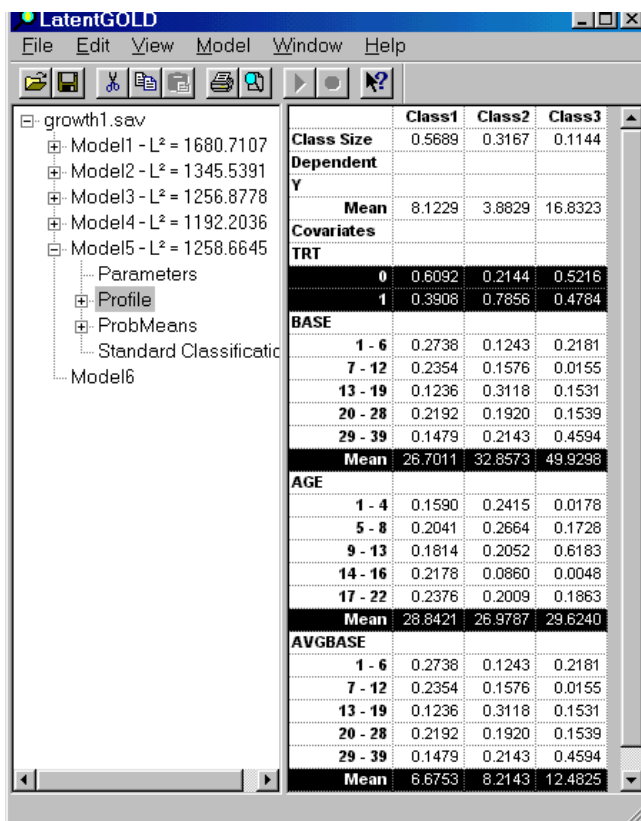 LatentGOLD
File Edit View Model Window Help
growth1.sav
Model1 - L² = 1680.7107
Model2 - L² = 1345.5391
Model3 - L² = 1256.8778
Model4 - L² = 1192.2036
Model5 - L² = 1258.6645
Parameters
Profile
ProbMeans
Standard Classificatic
Model6
Class1 Class2 Class3
Class Size 0.5689 0.3167 0.1144
Dependent
Y
Mean 8.1229 3.8829 16.8323
Covariates
TRT
0 0.6092 0.2144 0.5216
1 0.3908 0.7856 0.4784
BASE
1 - 6 0.2738 0.1243 0.2181
7 - 12 0.2354 0.1576 0.0155
13 - 19 0.1236 0.3118 0.1531
20 - 28 0.2192 0.1920 0.1539
29 - 39 0.1479 0.2143 0.4594
Mean 26.7011 32.8573 49.9298
AGE
1 - 4 0.1590 0.2415 0.0178
5 - 8 0.2041 0.2664 0.1728
9 - 13 0.1814 0.2052 0.6183
14 - 16 0.2178 0.0860 0.0048
17 - 22 0.2376 0.2009 0.1863
Mean 28.8421 26.9787 29.6240
AVGBASE
1 - 6 0.2738 0.1243 0.2181
7 - 12 0.2354 0.1576 0.0155
13 - 19 0.1236 0.3118 0.1531
20 - 28 0.2192 0.1920 0.1539
29 - 39 0.1479 0.2143 0.4594
Mean 6.6753 8.2143 12.4825